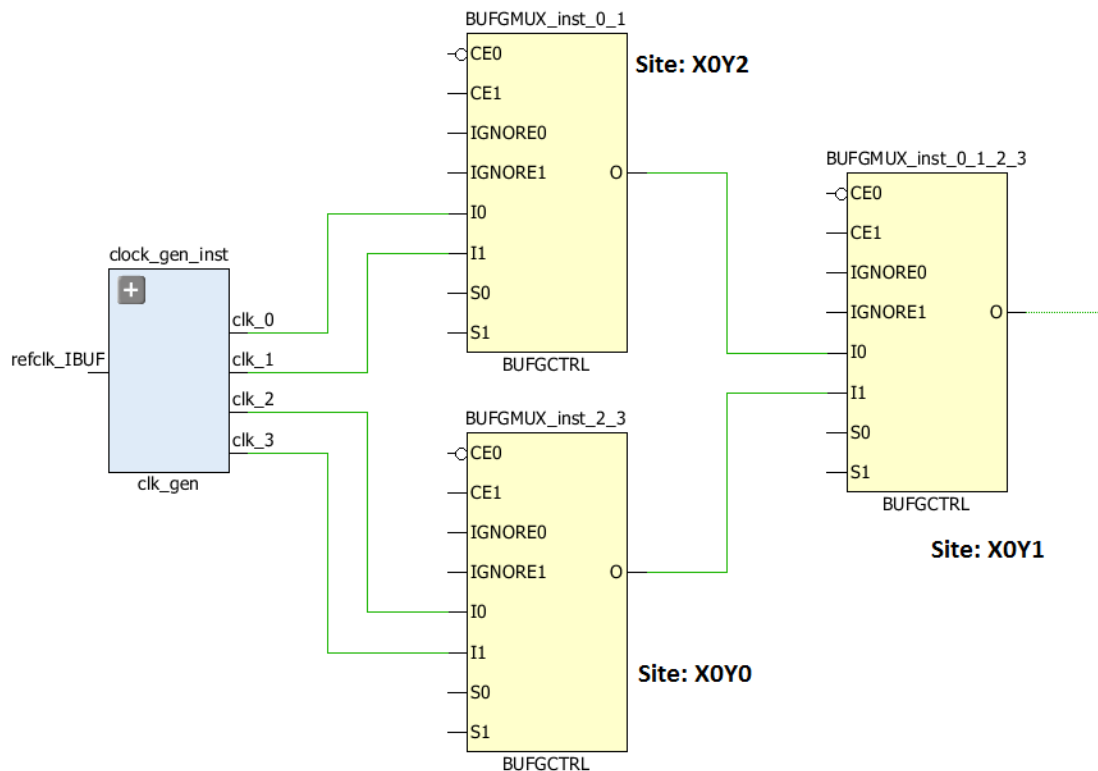 BUFGMUX_inst_0_1
CE0
CE1
IGNORE0
IGNORE1
O
I0
I1
S0
S1
BUFGCTRL
Site: X0Y2
clock_gen_inst
+
refclk_IBUF
clk_0
clk_1
clk_2
clk_3
clk_gen
BUFGMUX_inst_2_3
CE0
CE1
IGNORE0
IGNORE1
O
I0
I1
S0
S1
BUFGCTRL
Site: X0Y0
BUFGMUX_inst_0_1_2_3
CE0
CE1
IGNORE0
IGNORE1
O
I0
I1
S0
S1
BUFGCTRL
Site: X0Y1